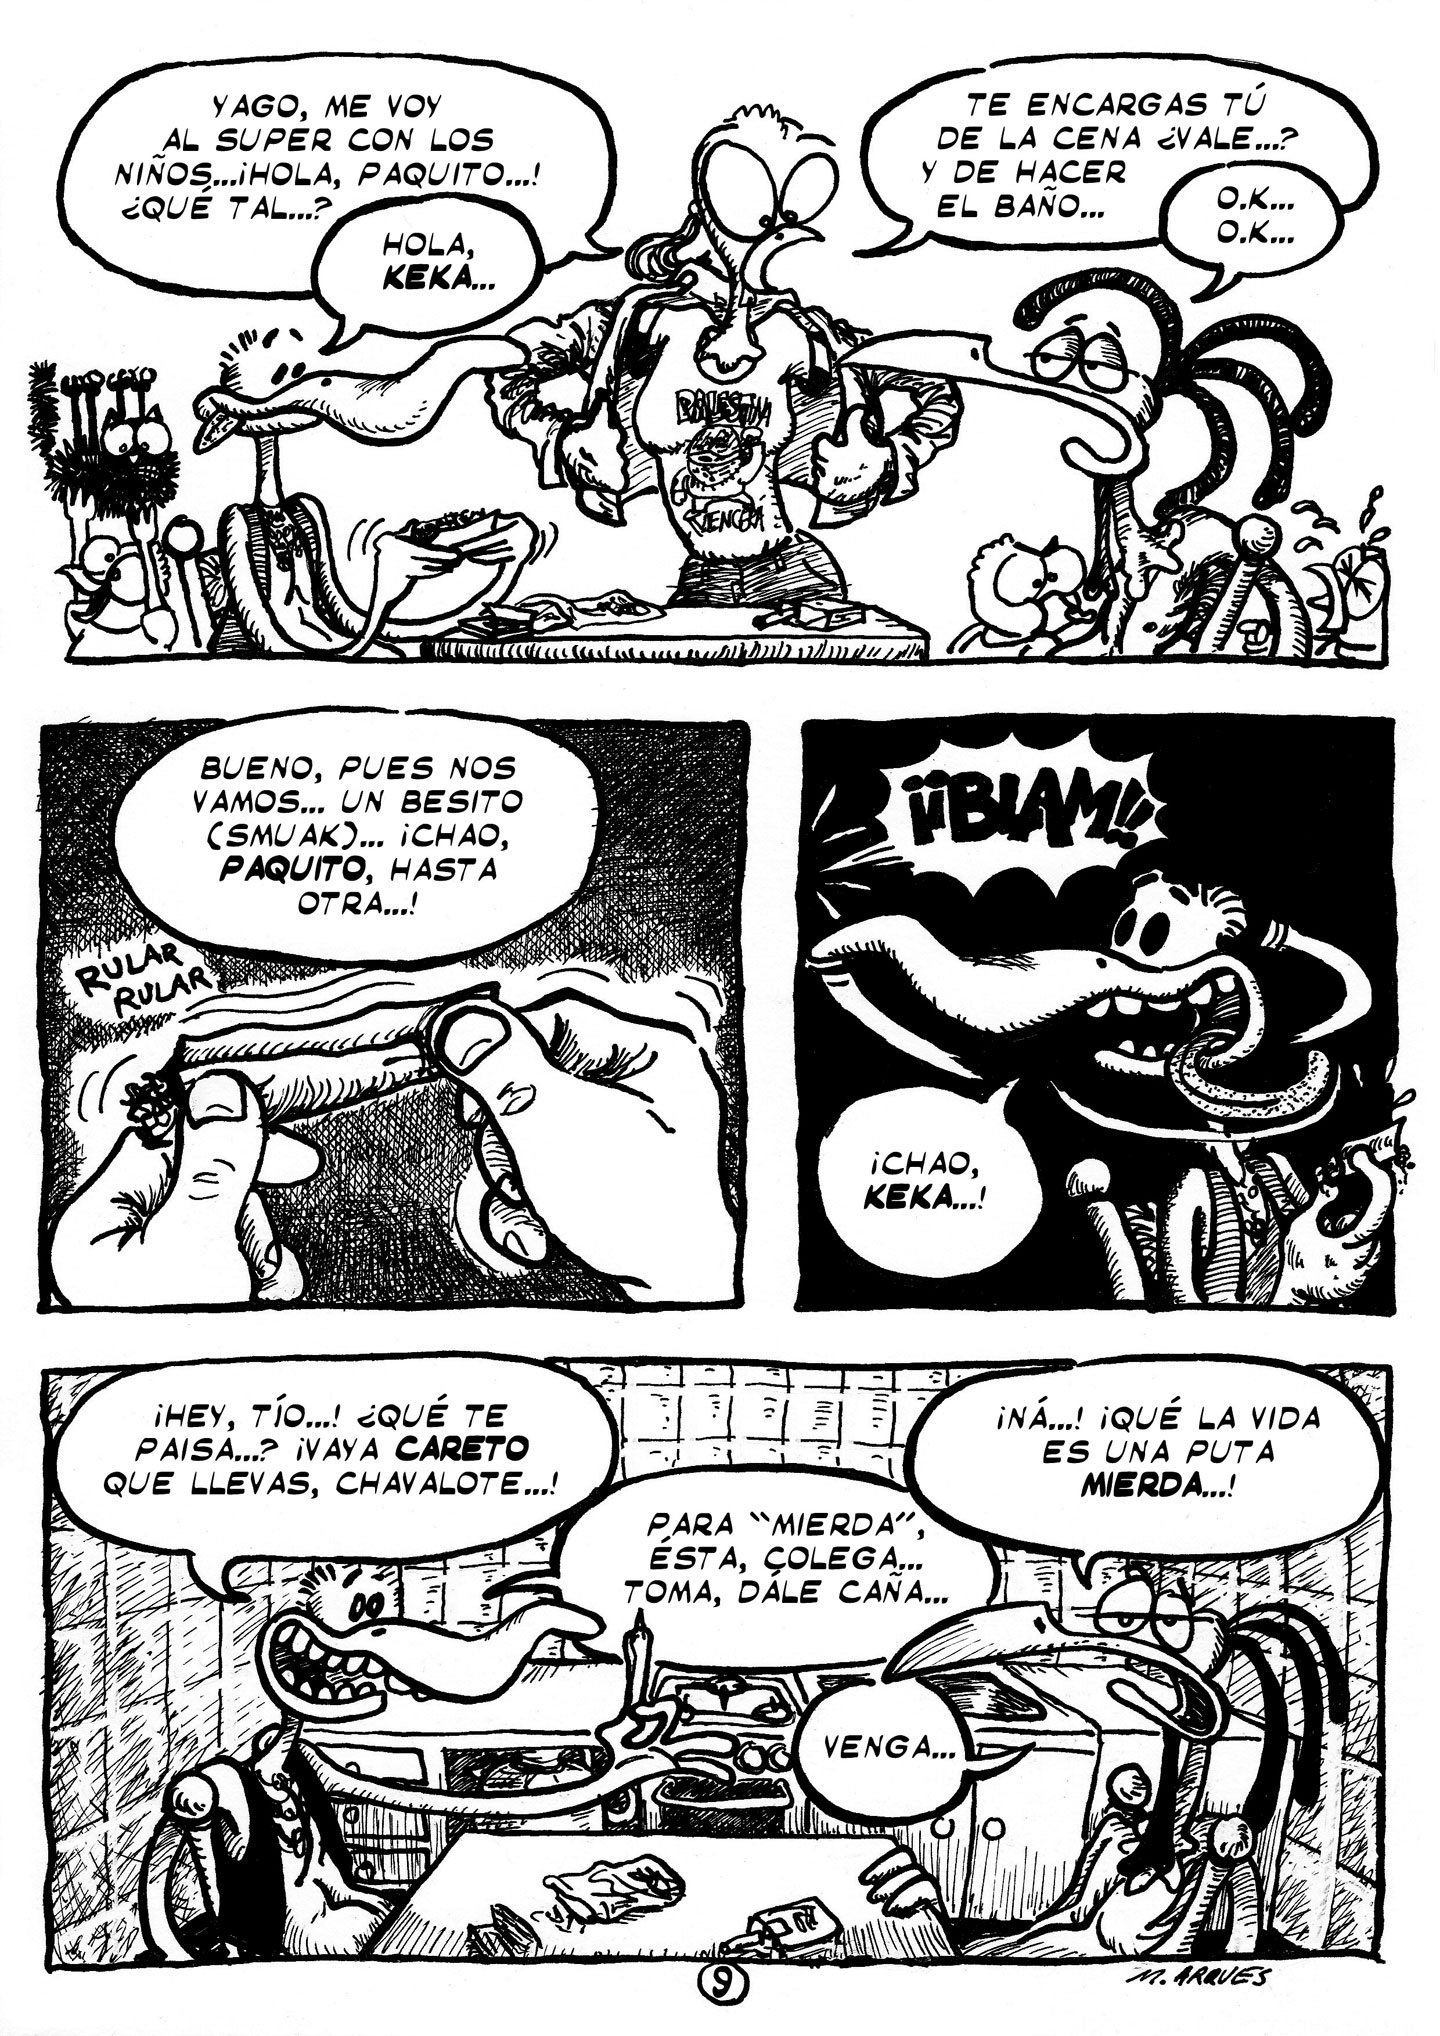 YAGO, ME VOY
AL SUPER CON LOS
NIÑOS...¡HOLA, PAQUITO...!
¿QUÉ TAL...?
HOLA,
KEKA...
TE ENCARGAS TÚ
DE LA CENA ¿VALE...?
Y DE HACER
EL BAÑO...
O.K...
O.K...
PALESTINA
VENCERÁ
BUENO, PUES NOS
VAMOS... UN BESITO
(SMUAK)... ¡CHAO,
PAQUITO, HASTA
OTRA...!
RULAR
RULAR
¡¡BLAM!!
¡CHAO,
KEKA...!
¡HEY, TÍO...! ¿QUÉ TE
PAISA...? ¡VAYA CARETO
QUE LLEVAS, CHAVALOTE...!
PARA "MIERDA",
ÉSTA, COLEGA...
TOMA, DÁLE CAÑA...
¡NÁ...! ¡QUÉ LA VIDA
ES UNA PUTA
MIERDA...!
VENGA...
9
M. ARQUES